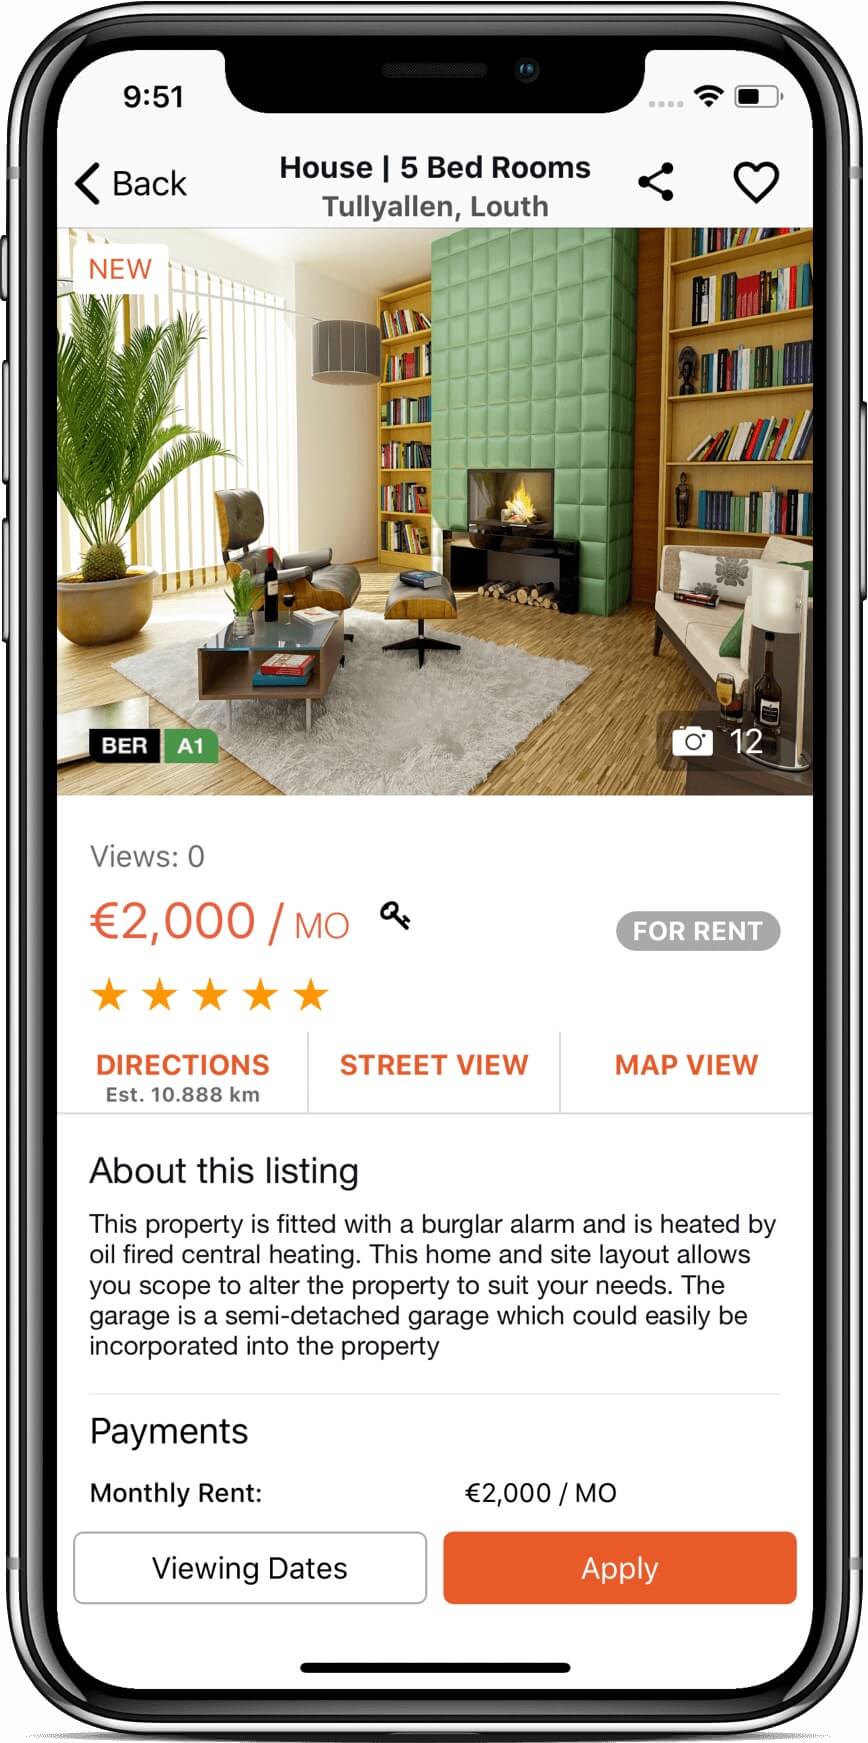 9:51
Back
House | 5 Bed Rooms
Tullyallen, Louth
NEW
BER A1
12
Views: 0
€2,000 / MO
FOR RENT
DIRECTIONS
Est. 10.888 km
STREET VIEW
MAP VIEW
About this listing
This property is fitted with a burglar alarm and is heated by
oil fired central heating. This home and site layout allows
you scope to alter the property to suit your needs. The
garage is a semi-detached garage which could easily be
incorporated into the property
Payments
Monthly Rent: €2,000 / MO
Viewing Dates
Apply